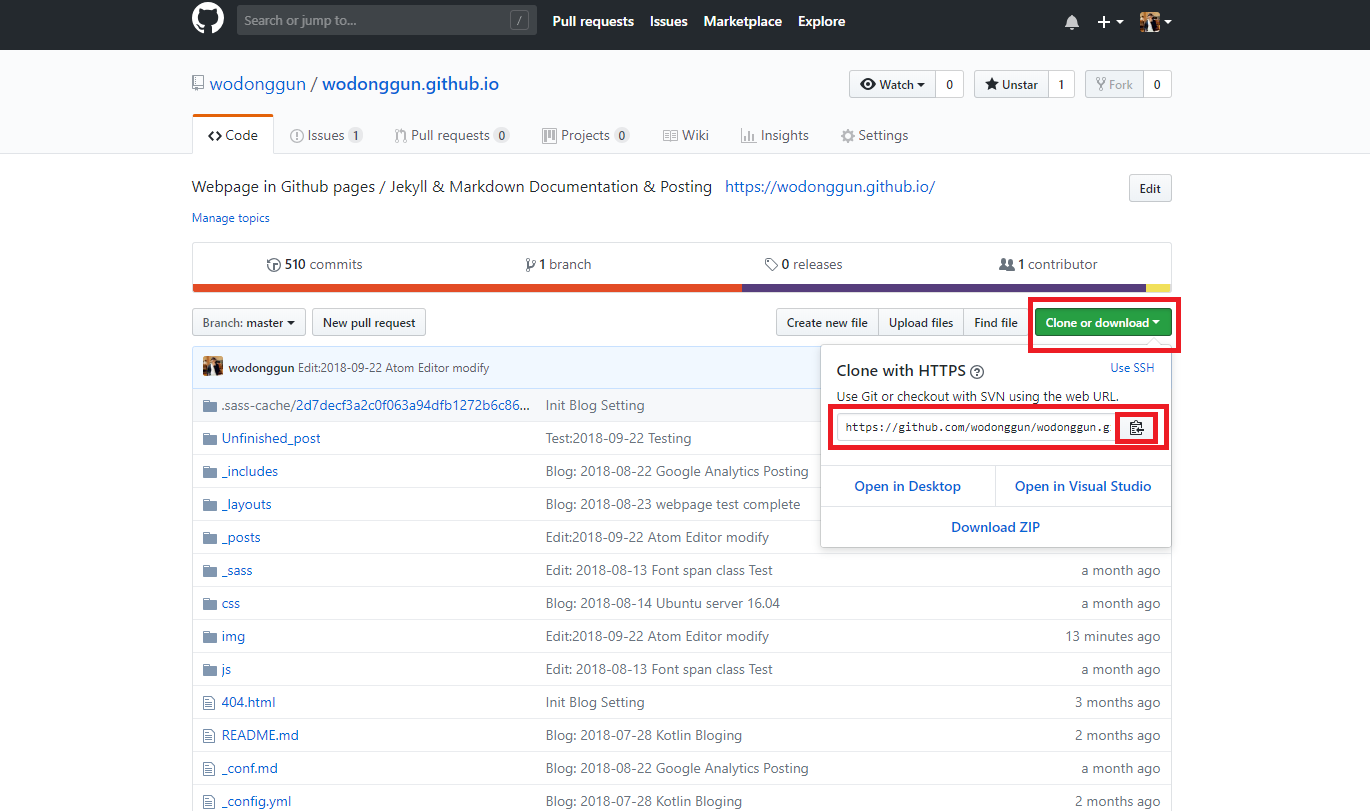 Search or jump to... / Pull requests Issues Marketplace Explore
wodonggun / wodonggun.github.io Watch 0 Unstar 1 Fork 0
Code Issues 1 Pull requests 0 Projects 0 Wiki Insights Settings
Webpage in Github pages / Jekyll & Markdown Documentation & Posting https://wodonggun.github.io/ Edit
Manage topics
510 commits 1 branch 0 releases 1 contributor
Branch: master New pull request Create new file Upload files Find file Clone or download
wodonggun Edit:2018-09-22 Atom Editor modify
Clone with HTTPS ? Use SSH
Use Git or checkout with SVN using the web URL.
https://github.com/wodonggun/wodonggun.g
Open in Desktop Open in Visual Studio
Download ZIP
.sass-cache/2d7decf3a2c0f063a94dfb1272b6c86... Init Blog Setting
Unfinished_post Test:2018-09-22 Testing
_includes Blog: 2018-08-22 Google Analytics Posting
_layouts Blog: 2018-08-23 webpage test complete
_posts Edit:2018-09-22 Atom Editor modify
_sass Edit: 2018-08-13 Font span class Test a month ago
css Blog: 2018-08-14 Ubuntu server 16.04 a month ago
img Edit:2018-09-22 Atom Editor modify 13 minutes ago
js Edit: 2018-08-13 Font span class Test a month ago
404.html Init Blog Setting 3 months ago
README.md Blog: 2018-07-28 Kotlin Bloging 2 months ago
_conf.md Blog: 2018-08-22 Google Analytics Posting a month ago
_config.yml Blog: 2018-07-28 Kotlin Bloging 2 months ago